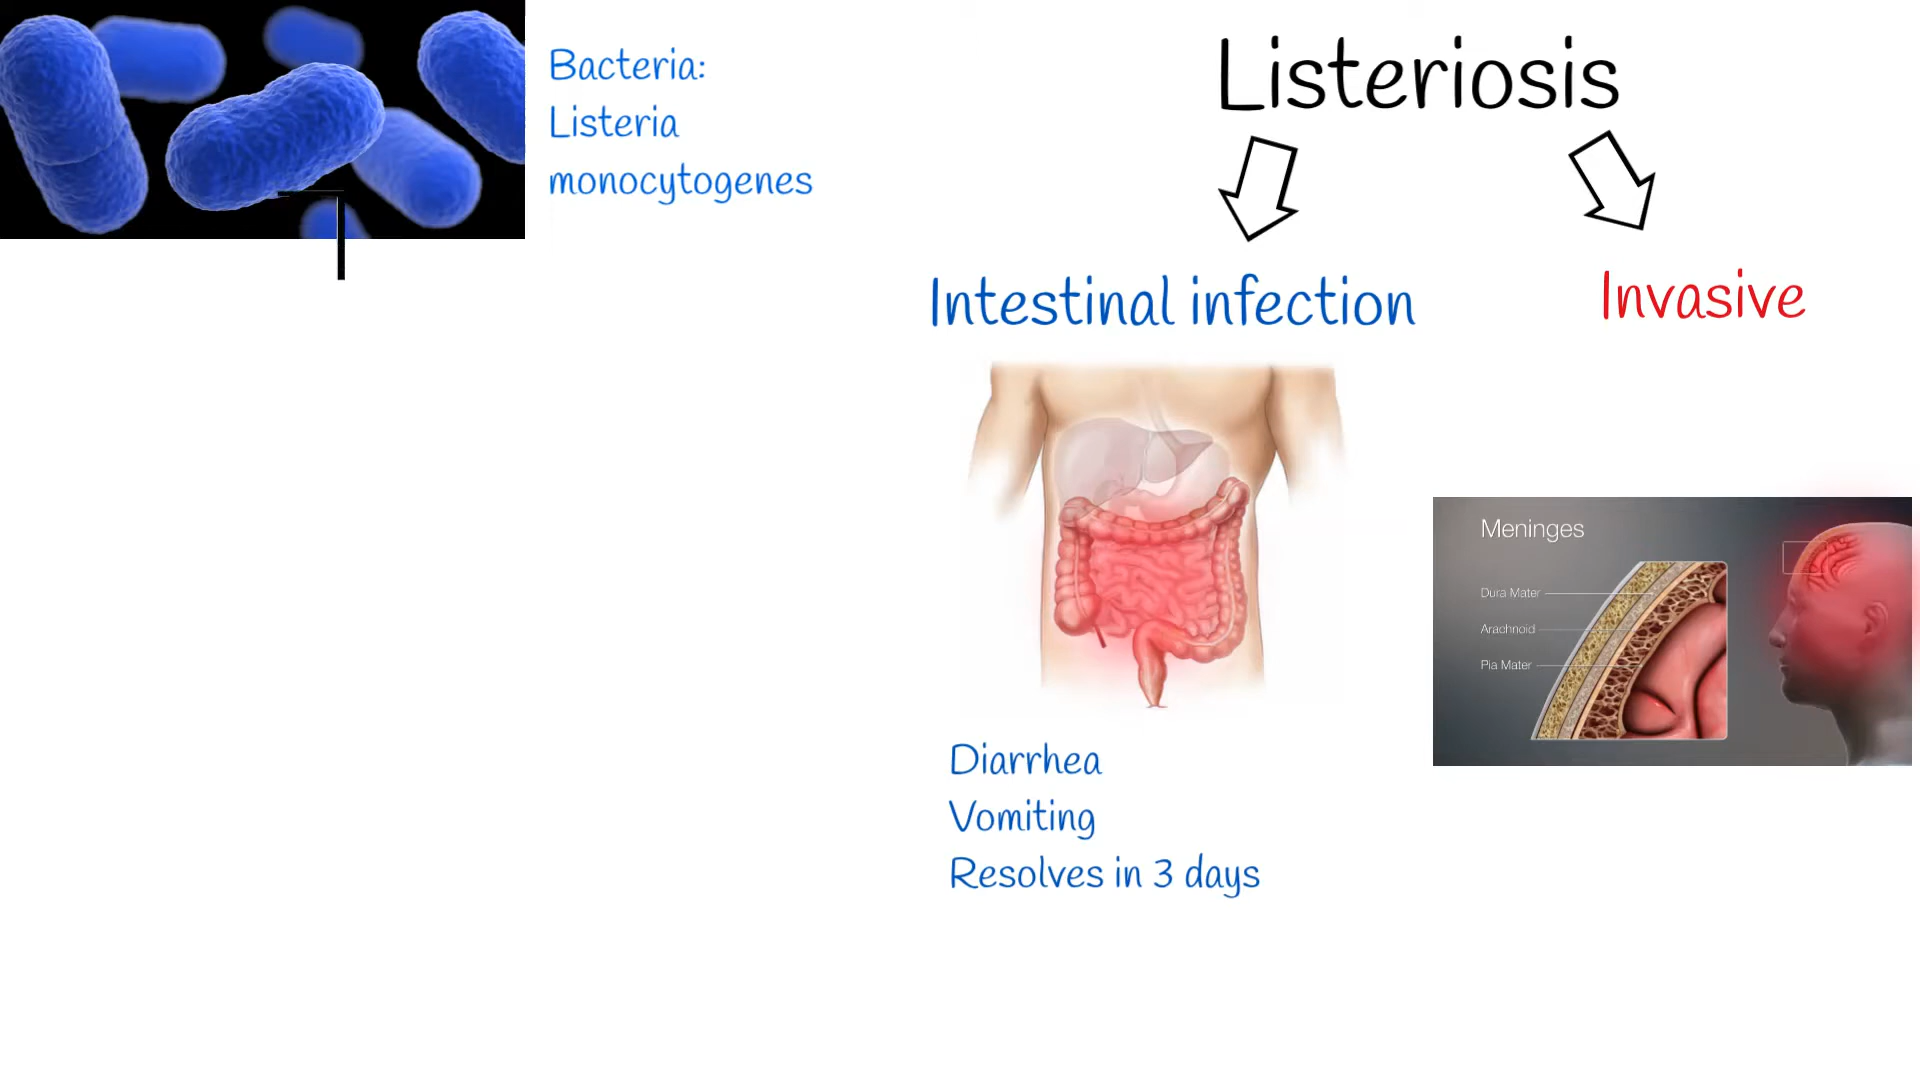 Bacteria:
Listeria
monocytogenes
Listeriosis
Intestinal infection
Invasive
Diarrhea
Vomiting
Resolves in 3 days
Meninges
Dura Mater
Arachnoid
Pia Mater